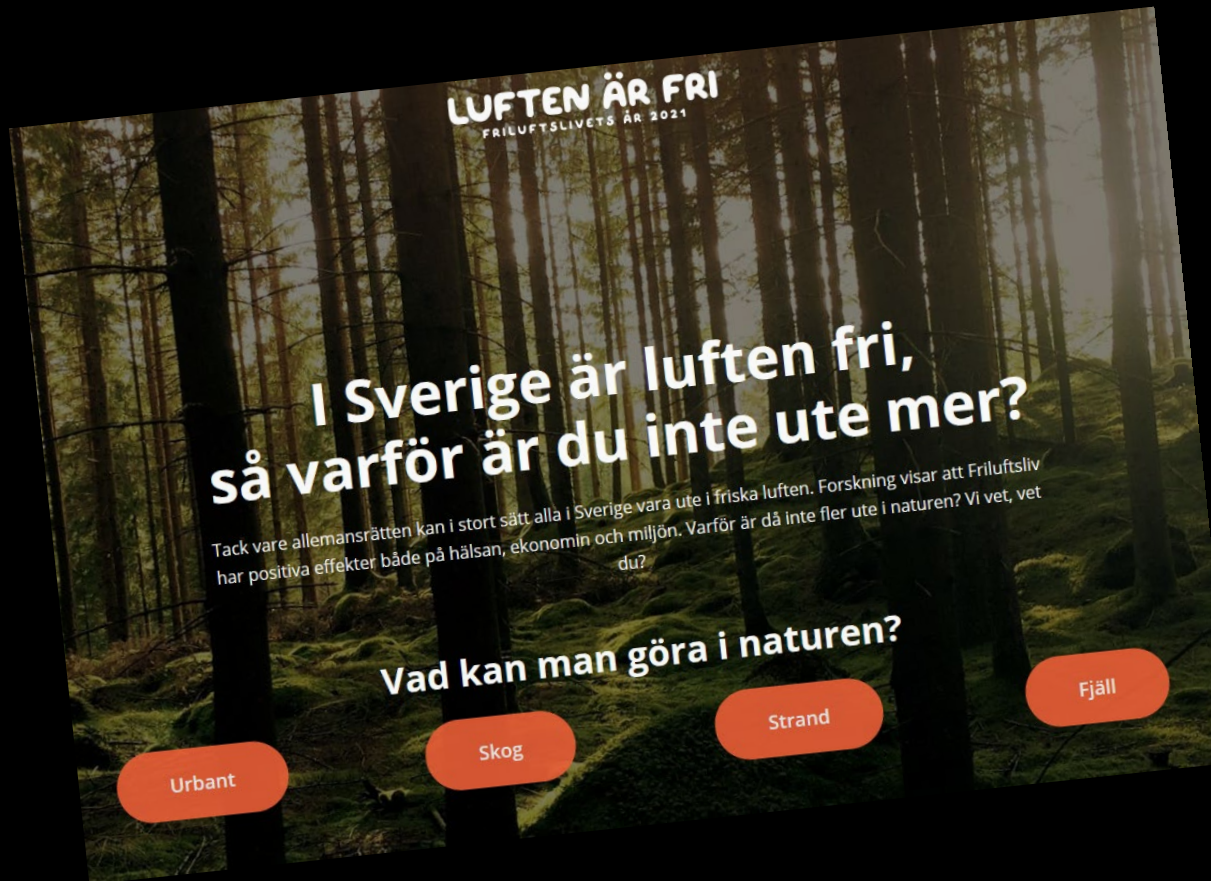 LUFTEN ÄR FRI
FRILUFTSLIVETS ÅR 2021
I Sverige är luften fri,
så varför är du inte ute mer?
Tack vare allemansrätten kan i stort sätt alla i Sverige vara ute i friska luften. Forskning visar att Friluftsliv
har positiva effekter både på hälsan, ekonomin och miljön. Varför är då inte fler ute i naturen? Vi vet, vet
du?
Vad kan man göra i naturen?
Urbant
Skog
Strand
Fjäll